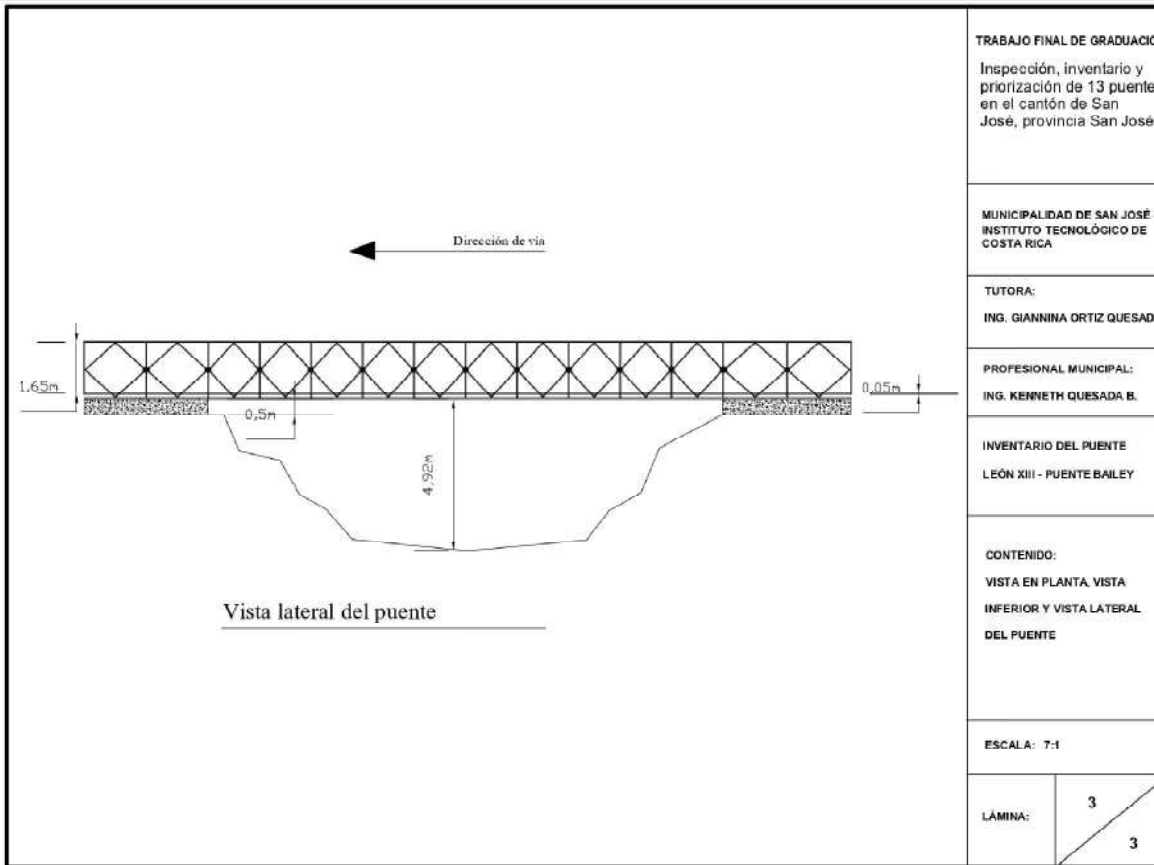 Dirección de vía
1.65m
0,5m
4.92m
0.05m
Vista lateral del puente
TRABAJO FINAL DE GRADUACIÓ
Inspección, inventario y
priorización de 13 puente
en el cantón de San
José, provincia San José
MUNICIPALIDAD DE SAN JOSÉ
INSTITUTO TECNOLÓGICO DE
COSTA RICA
TUTORA:
ING. GIANNINA ORTIZ QUESAD
PROFESIONAL MUNICIPAL:
ING. KENNETH QUESADA B.
INVENTARIO DEL PUENTE
LEÓN XIII - PUENTE BAILEY
CONTENIDO:
VISTA EN PLANTA, VISTA
INFERIOR Y VISTA LATERAL
DEL PUENTE
ESCALA: 7:1
LÁMINA:
3
3